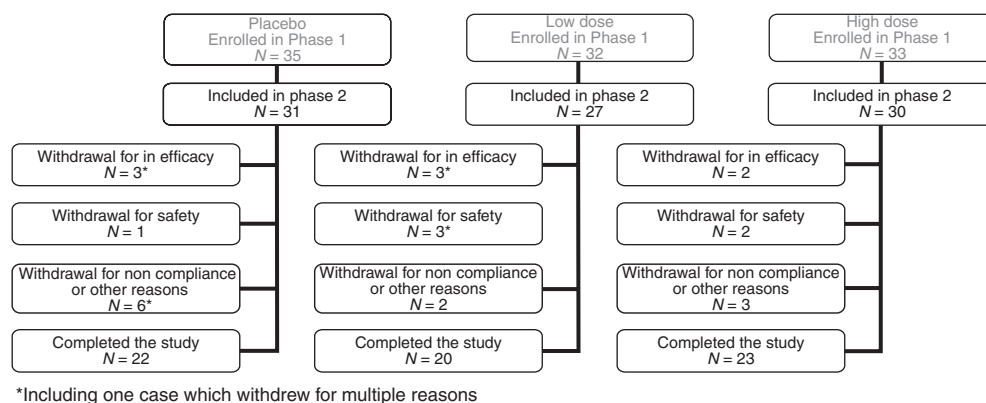 Placebo
Enrolled in Phase 1
N = 35
Low dose
Enrolled in Phase 1
N = 32
High dose
Enrolled in Phase 1
N = 33
Included in phase 2
N = 31
Included in phase 2
N = 27
Included in phase 2
N = 30
Withdrawal for in efficacy
N = 3*
Withdrawal for in efficacy
N = 3*
Withdrawal for in efficacy
N = 2
Withdrawal for safety
N = 1
Withdrawal for safety
N = 3*
Withdrawal for safety
N = 2
Withdrawal for non compliance
or other reasons
N = 6*
Withdrawal for non compliance
or other reasons
N = 2
Withdrawal for non compliance
or other reasons
N = 3
Completed the study
N = 22
Completed the study
N = 20
Completed the study
N = 23
*Including one case which withdrew for multiple reasons